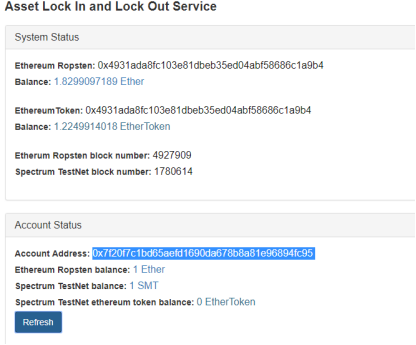 Asset Lock In and Lock Out Service
System Status
Ethereum Ropsten: 0x4931ada8fc103e81dbeb35ed04abf58686c1a9b4
Balance: 1.8299097189 Ether
EthereumToken: 0x4931ada8fc103e81dbeb35ed04abf58686c1a9b4
Balance: 1.2249914018 EtherToken
Etherum Ropsten block number: 4927909
Spectrum TestNet block number: 1780614
Account Status
Account Address: 0x7f20f7c1bd65aefd1690da678b8a81e96894fc95
Ethereum Ropsten balance: 1 Ether
Spectrum TestNet balance: 1 SMT
Spectrum TestNet ethereum token balance: 0 EtherToken
Refresh